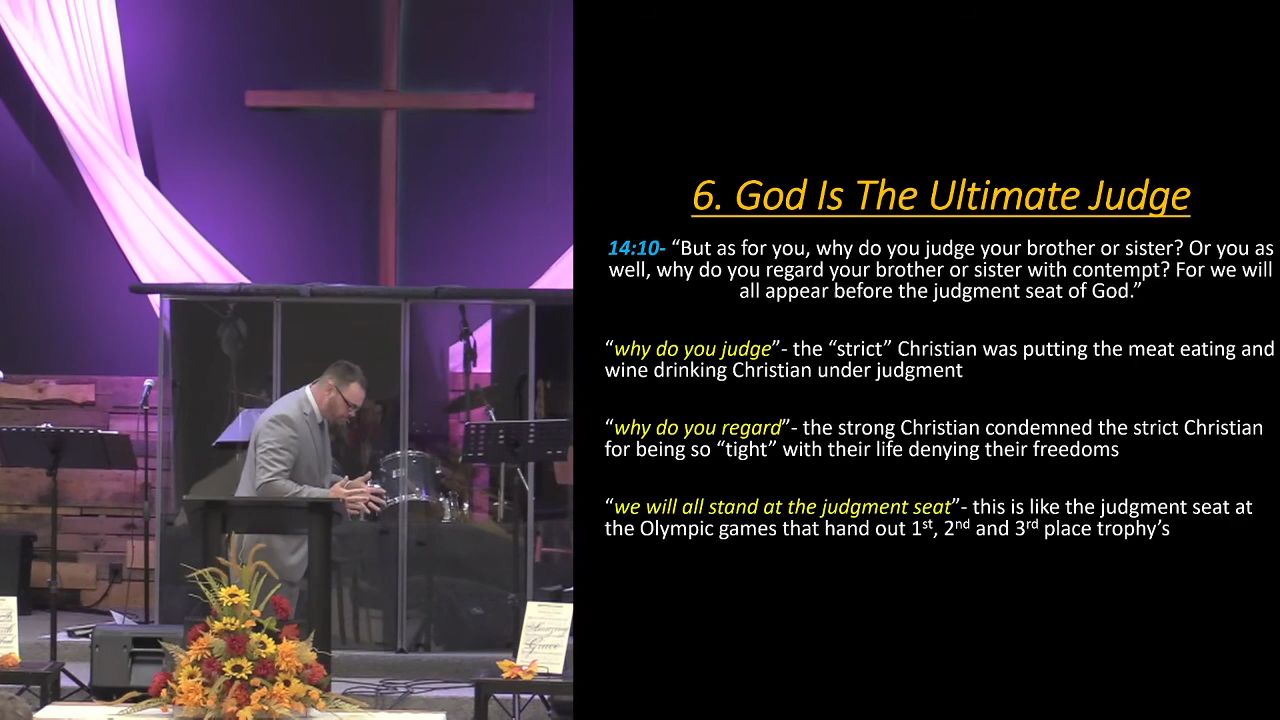 6. God Is The Ultimate Judge
14:10- “But as for you, why do you judge your brother or sister? Or you as
well, why do you regard your brother or sister with contempt? For we will
all appear before the judgment seat of God.”
“why do you judge”- the “strict” Christian was putting the meat eating and
wine drinking Christian under judgment
“why do you regard”- the strong Christian condemned the strict Christian
for being so “tight” with their life denying their freedoms
“we will all stand at the judgment seat”- this is like the judgment seat at
the Olympic games that hand out 1st, 2nd and 3rd place trophy’s
Amazing
Grace